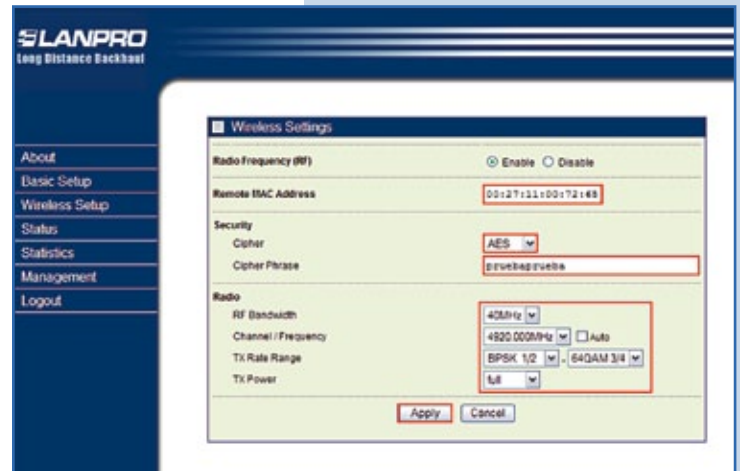 LANPRO
Long Distance Backhaul
About
Basic Setup
Wireless Setup
Status
Statistics
Management
Logout
Wireless Settings
Radio Frequency (RF) Enable Disable
Remote MAC Address 00:27:11:00:72:48
Security
Cipher AES
Cipher Phrase pruebaprueba
Radio
RF Bandwidth 40MHz
Channel / Frequency 4920.000MHz Auto
TX Rate Range BPSK 1/2 - 64QAM 3/4
TX Power full
Apply Cancel